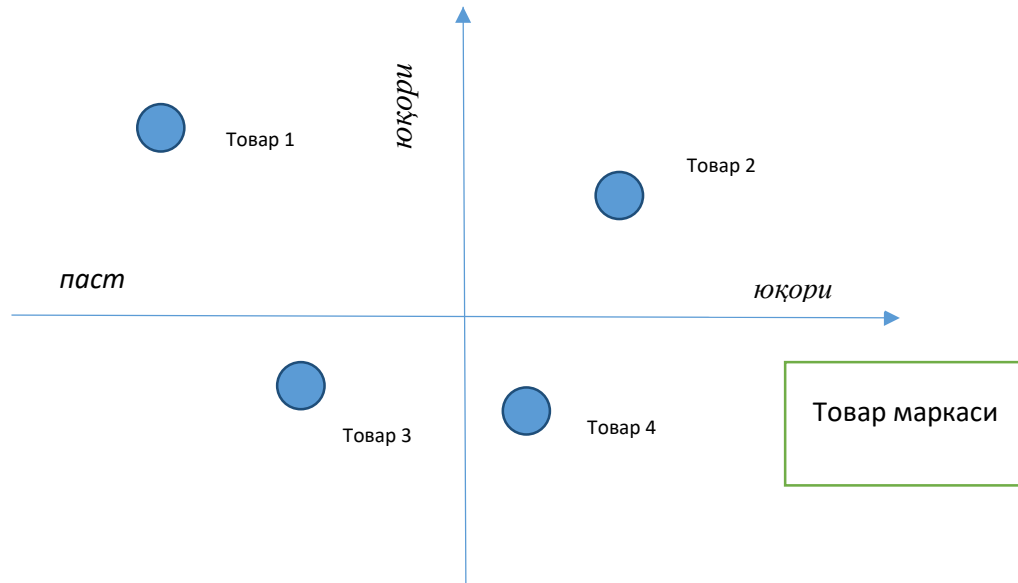 юқори
Товар 1
Товар 2
паст
юқори
Товар маркаси
Товар 3
Товар 4